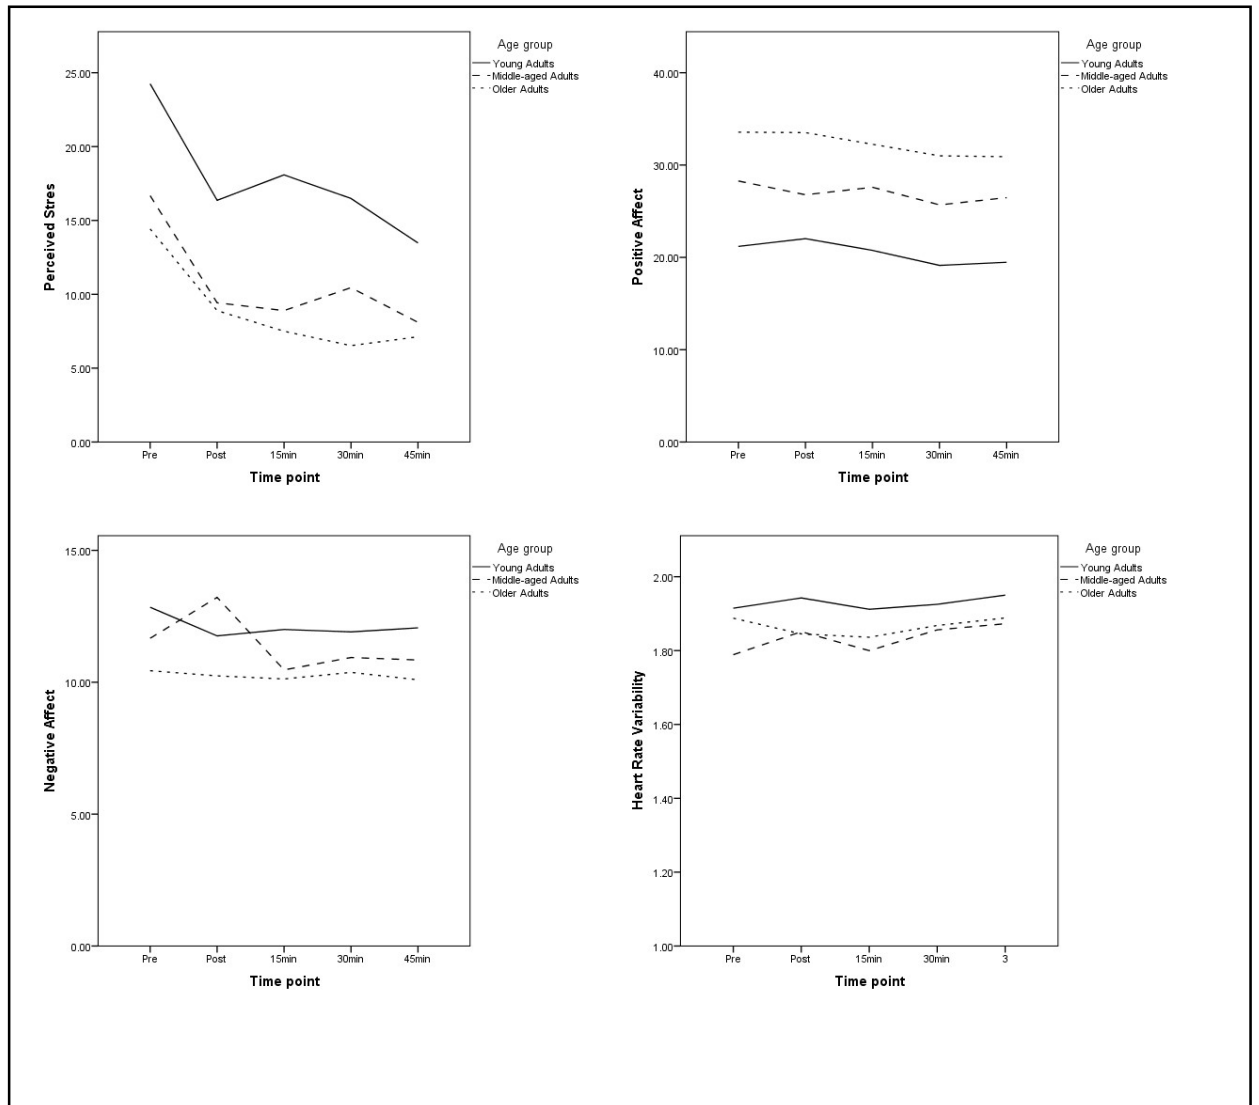 Age group
Young Adults
Middle-aged Adults
Older Adults
25.00
20.00
15.00
10.00
5.00
0.00
Perceived Stres
Pre Post 15min 30min 45min
Time point
Age group
Young Adults
Middle-aged Adults
Older Adults
40.00
30.00
20.00
10.00
0.00
Positive Affect
Pre Post 15min 30min 45min
Time point
Age group
Young Adults
Middle-aged Adults
Older Adults
15.00
10.00
5.00
0.00
Negative Affect
Pre Post 15min 30min 45min
Time point
Age group
Young Adults
Middle-aged Adults
Older Adults
2.00
1.80
1.60
1.40
1.20
1.00
Heart Rate Variability
Pre Post 15min 30min 3
Time point